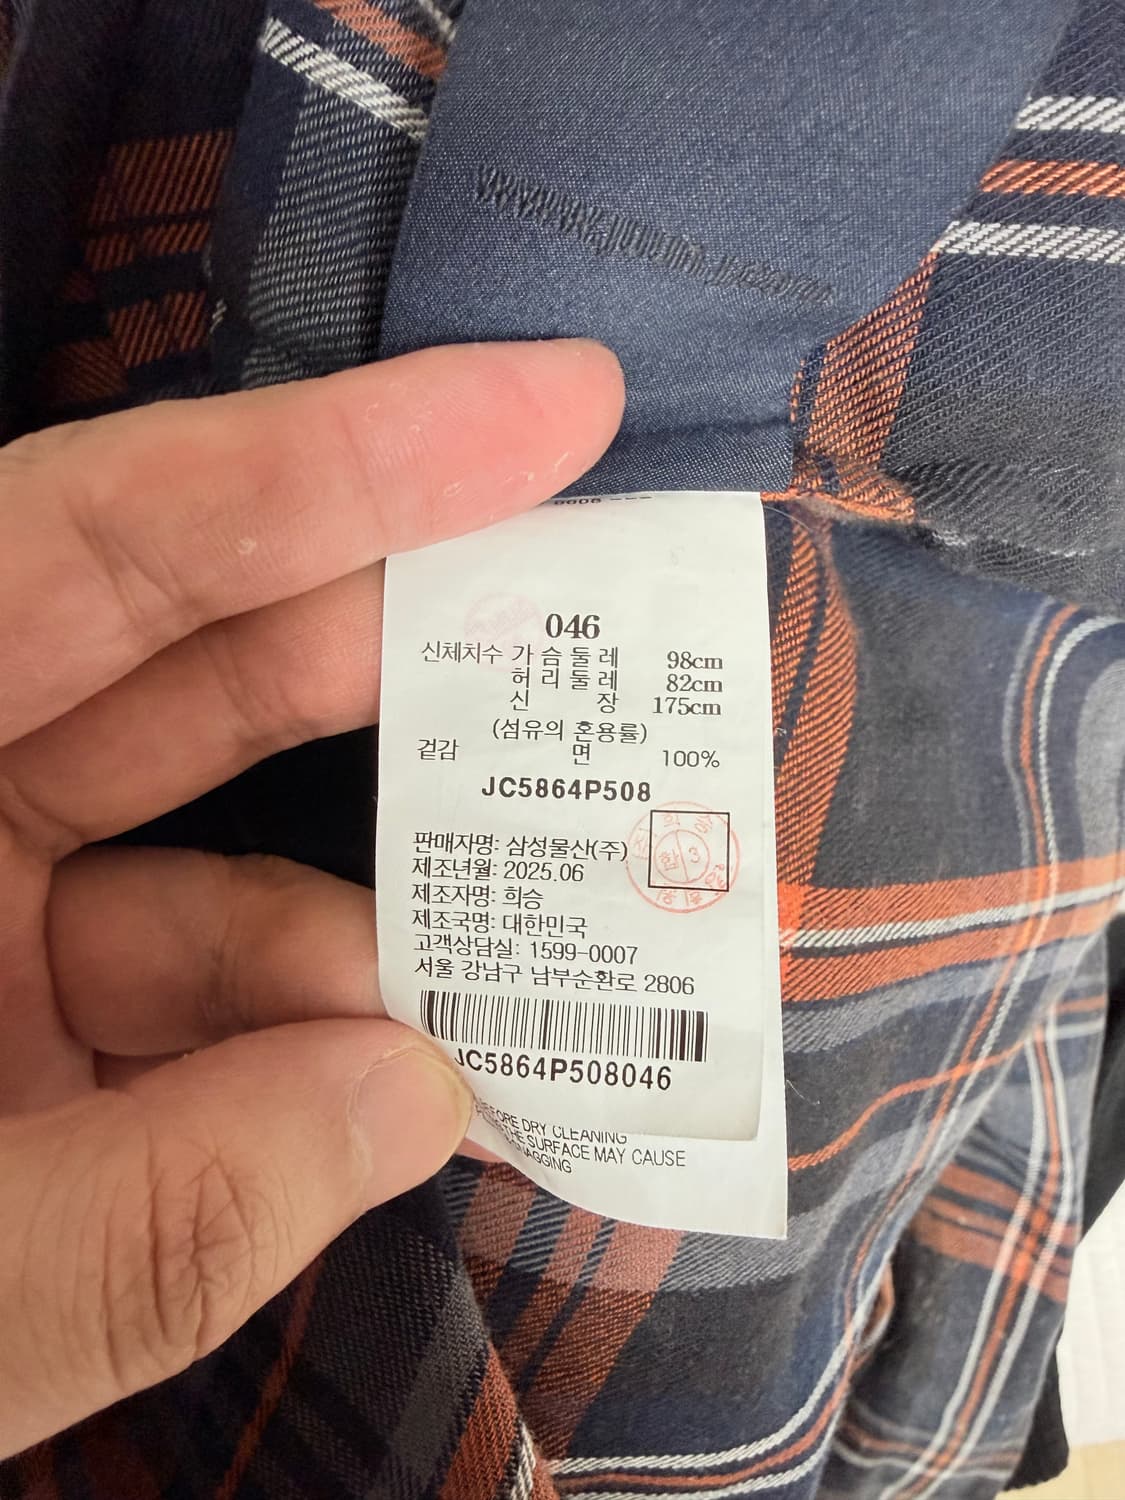 046
신체치수 가슴둘레 98cm
허리둘레 82cm
신장 175cm
(섬유의 혼용률)
겉감 면 100%
JC5864P508
판매자명: 삼성물산(주)
제조년월: 2025.06
제조자명: 희승
제조국명: 대한민국
고객상담실: 1599-0007
서울 강남구 남부순환로 2806
JC5864P508046
BEFORE DRY CLEANING
THE SURFACE MAY CAUSE